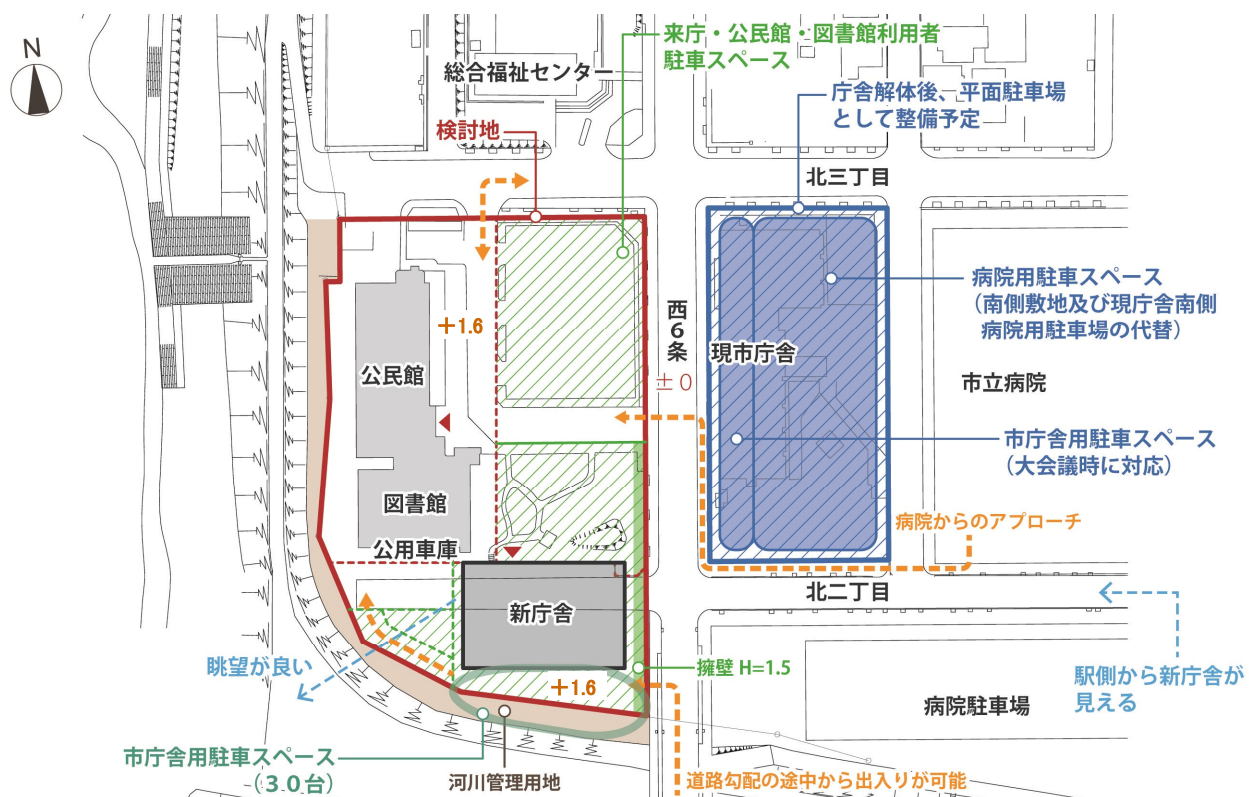 N
来庁・公民館・図書館利用者
駐車スペース
総合福祉センター
検討地
庁舎解体後、平面駐車場
として整備予定
北三丁目
病院用駐車スペース
（南側敷地及び現庁舎南側
病院用駐車場の代替）
＋1.6
西6条
現市庁舎
公民館
±0
市立病院
市庁舎用駐車スペース
（大会議時に対応）
図書館
病院からのアプローチ
公用車庫
北二丁目
新庁舎
眺望が良い
擁壁 H=1.5
駅側から新庁舎が
見える
＋1.6
病院駐車場
市庁舎用駐車スペース
（３０台）
河川管理用地
道路勾配の途中から出入りが可能